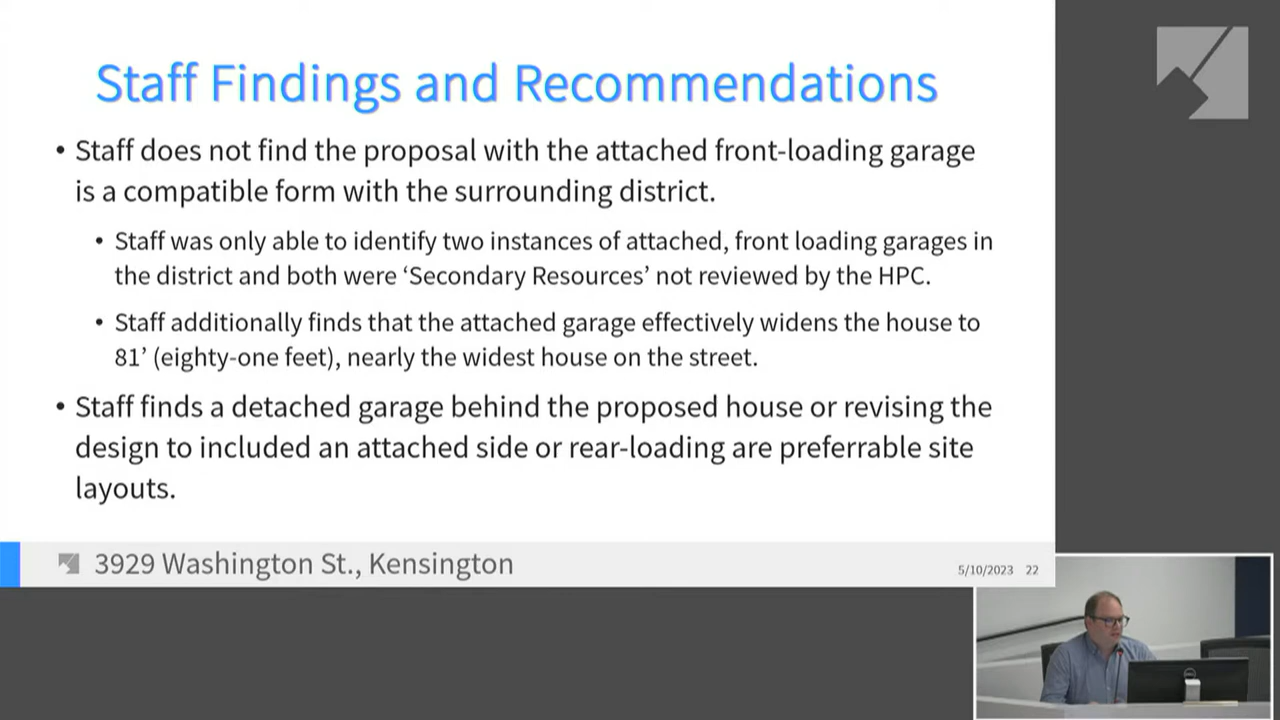 Staff Findings and Recommendations
• Staff does not find the proposal with the attached front-loading garage
is a compatible form with the surrounding district.
• Staff was only able to identify two instances of attached, front loading garages in
the district and both were ‘Secondary Resources’ not reviewed by the HPC.
• Staff additionally finds that the attached garage effectively widens the house to
81’ (eighty-one feet), nearly the widest house on the street.
• Staff finds a detached garage behind the proposed house or revising the
design to included an attached side or rear-loading are preferrable site
layouts.
3929 Washington St., Kensington
5/10/2023 22